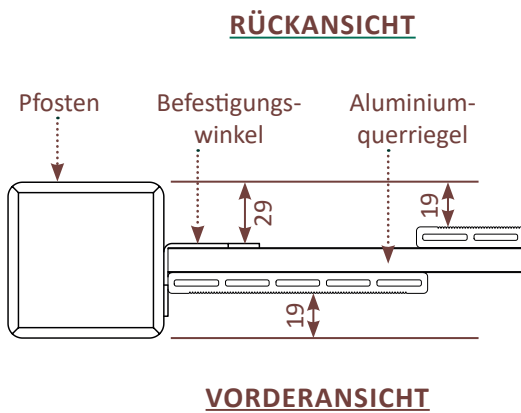 RÜCKANSICHT
Pfosten
Befestigungs-
winkel
Aluminium-
querriegel
29
19
19
VORDERANSICHT